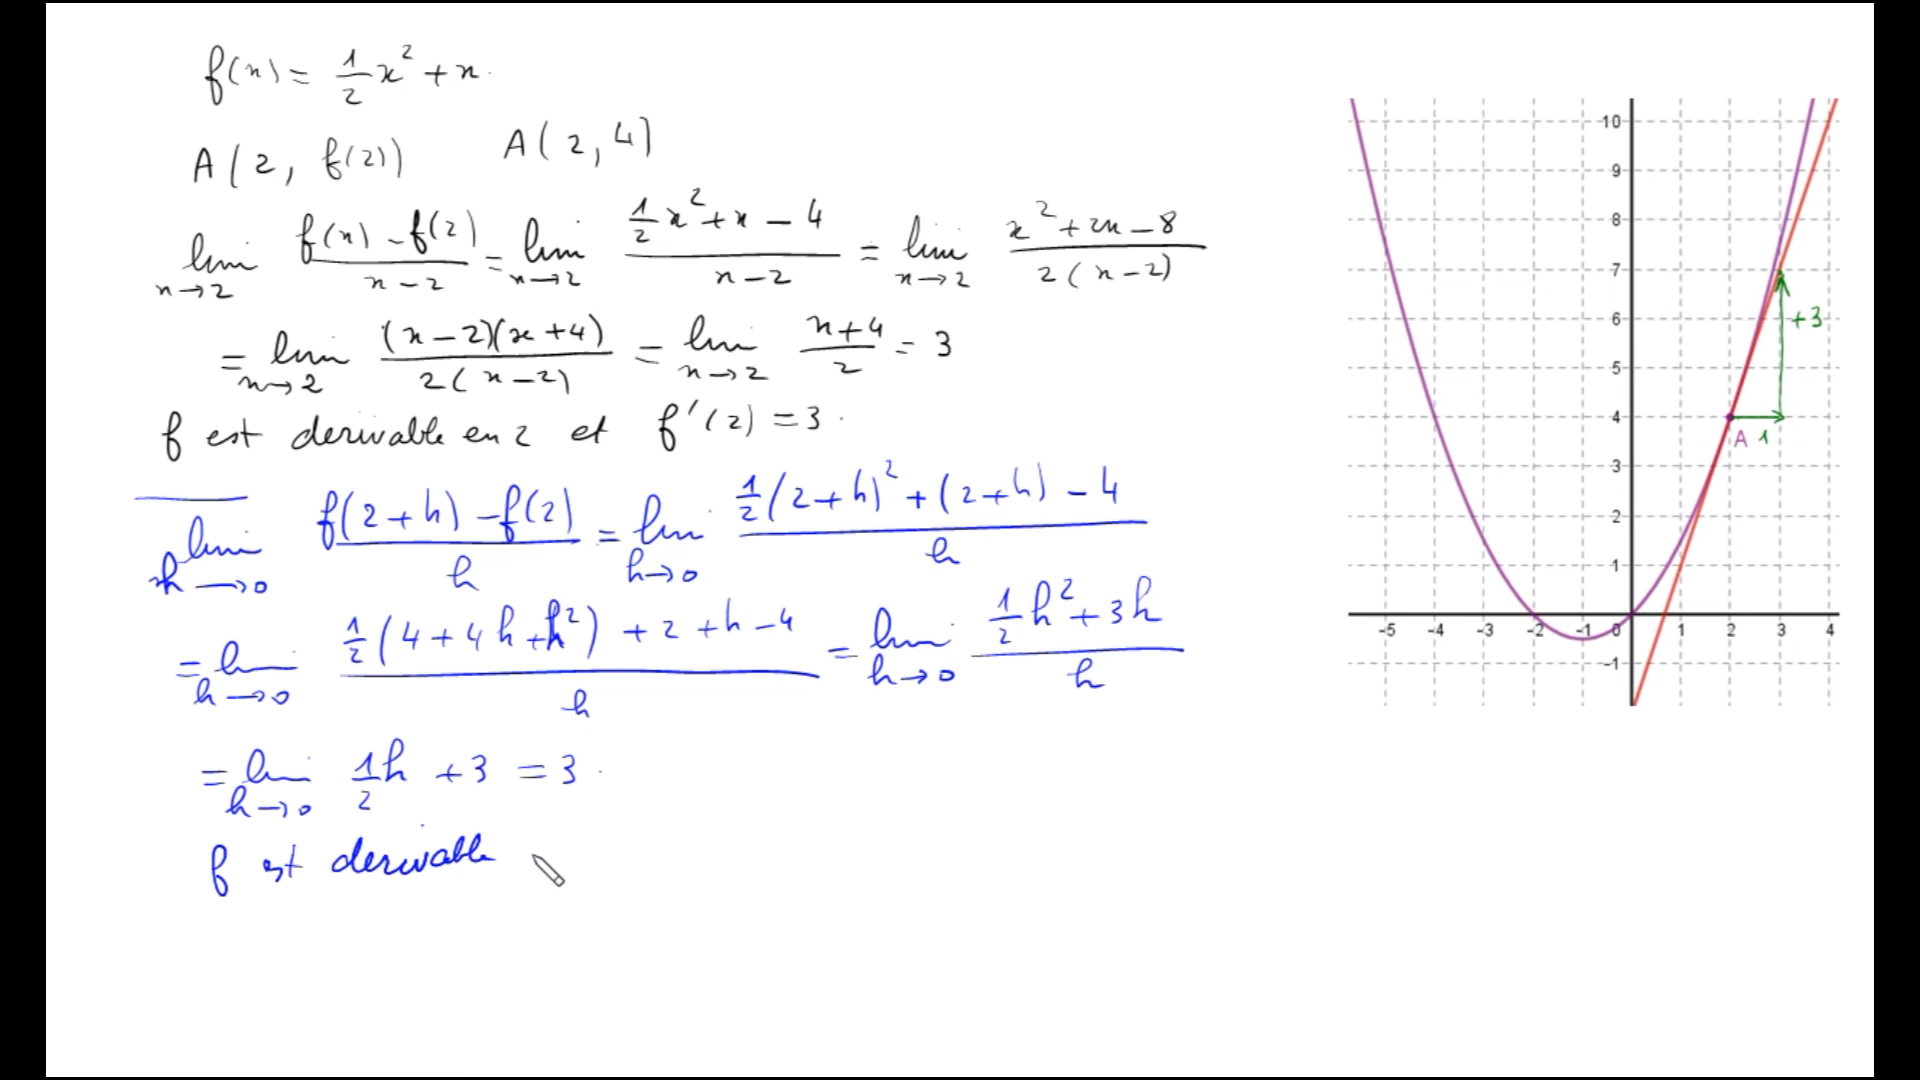 f(x) = 1/2 x² + x.
A(2, f(2)) A(2, 4)
lim x→2 (f(x) - f(2))/(x - 2) = lim x→2 (1/2 x² + x - 4)/(x - 2) = lim x→2 (x² + 2x - 8)/(2(x - 2))
= lim x→2 ((x - 2)(x + 4))/(2(x - 2)) = lim x→2 (x + 4)/2 = 3
f est derivable en 2 et f'(2) = 3.
lim h→0 (f(2 + h) - f(2))/h = lim h→0 (1/2 (2 + h)² + (2 + h) - 4)/h
= lim h→0 (1/2 (4 + 4h + h²) + 2 + h - 4)/h = lim h→0 (1/2 h² + 3h)/h
= lim h→0 1/2 h + 3 = 3.
f est derivable
10
9
8
7
6
+3
5
4
A 1
3
2
1
-5 -4 -3 -2 -1 0 1 2 3 4
-1